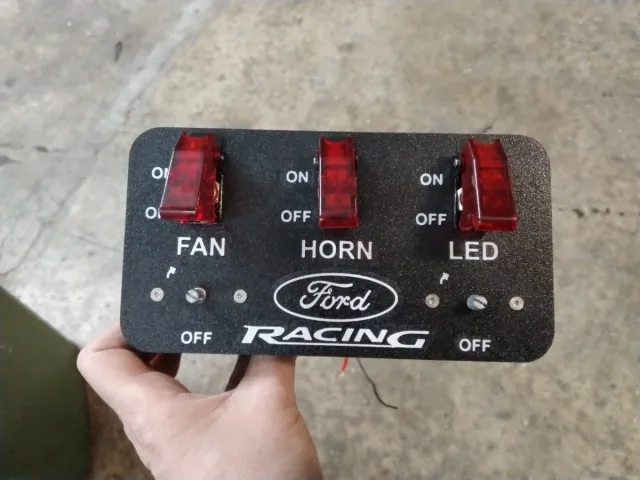 ON ON ON
OFF OFF
FAN HORN LED
Ford
RACING
OFF OFF